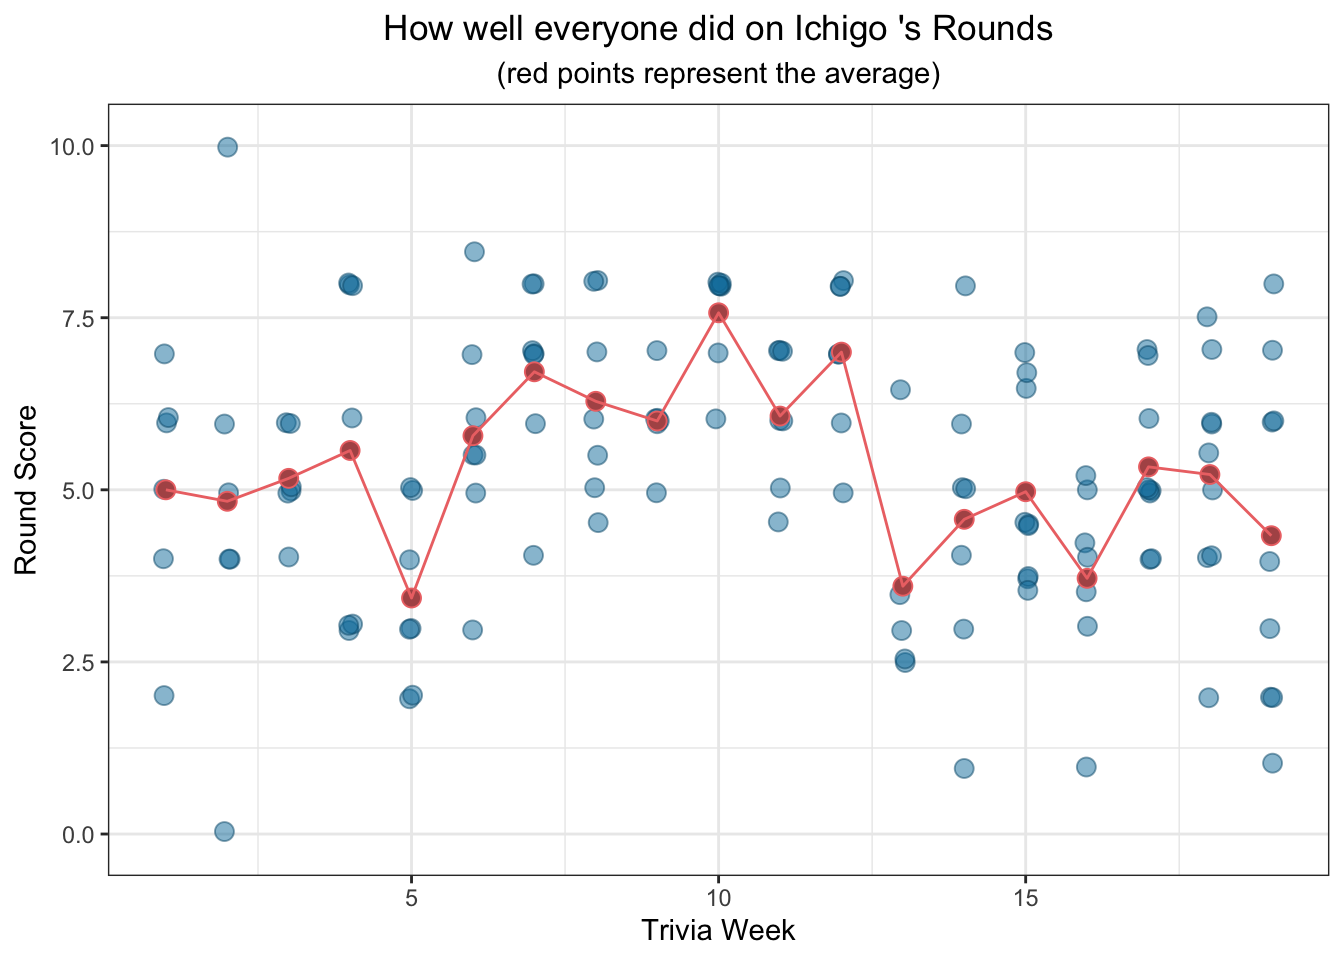 How well everyone did on Ichigo 's Rounds
(red points represent the average)
10.0
7.5
5.0
2.5
0.0
Round Score
5 10 15
Trivia Week